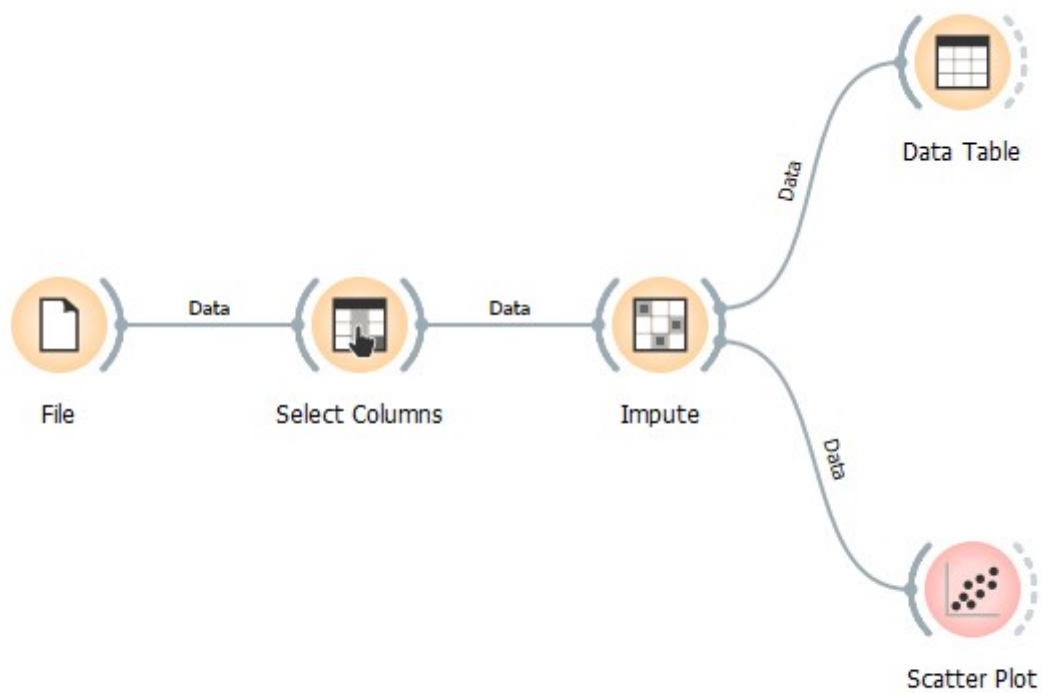 Data Table
Data
Data
Data
File
Select Columns
Impute
Data
Scatter Plot